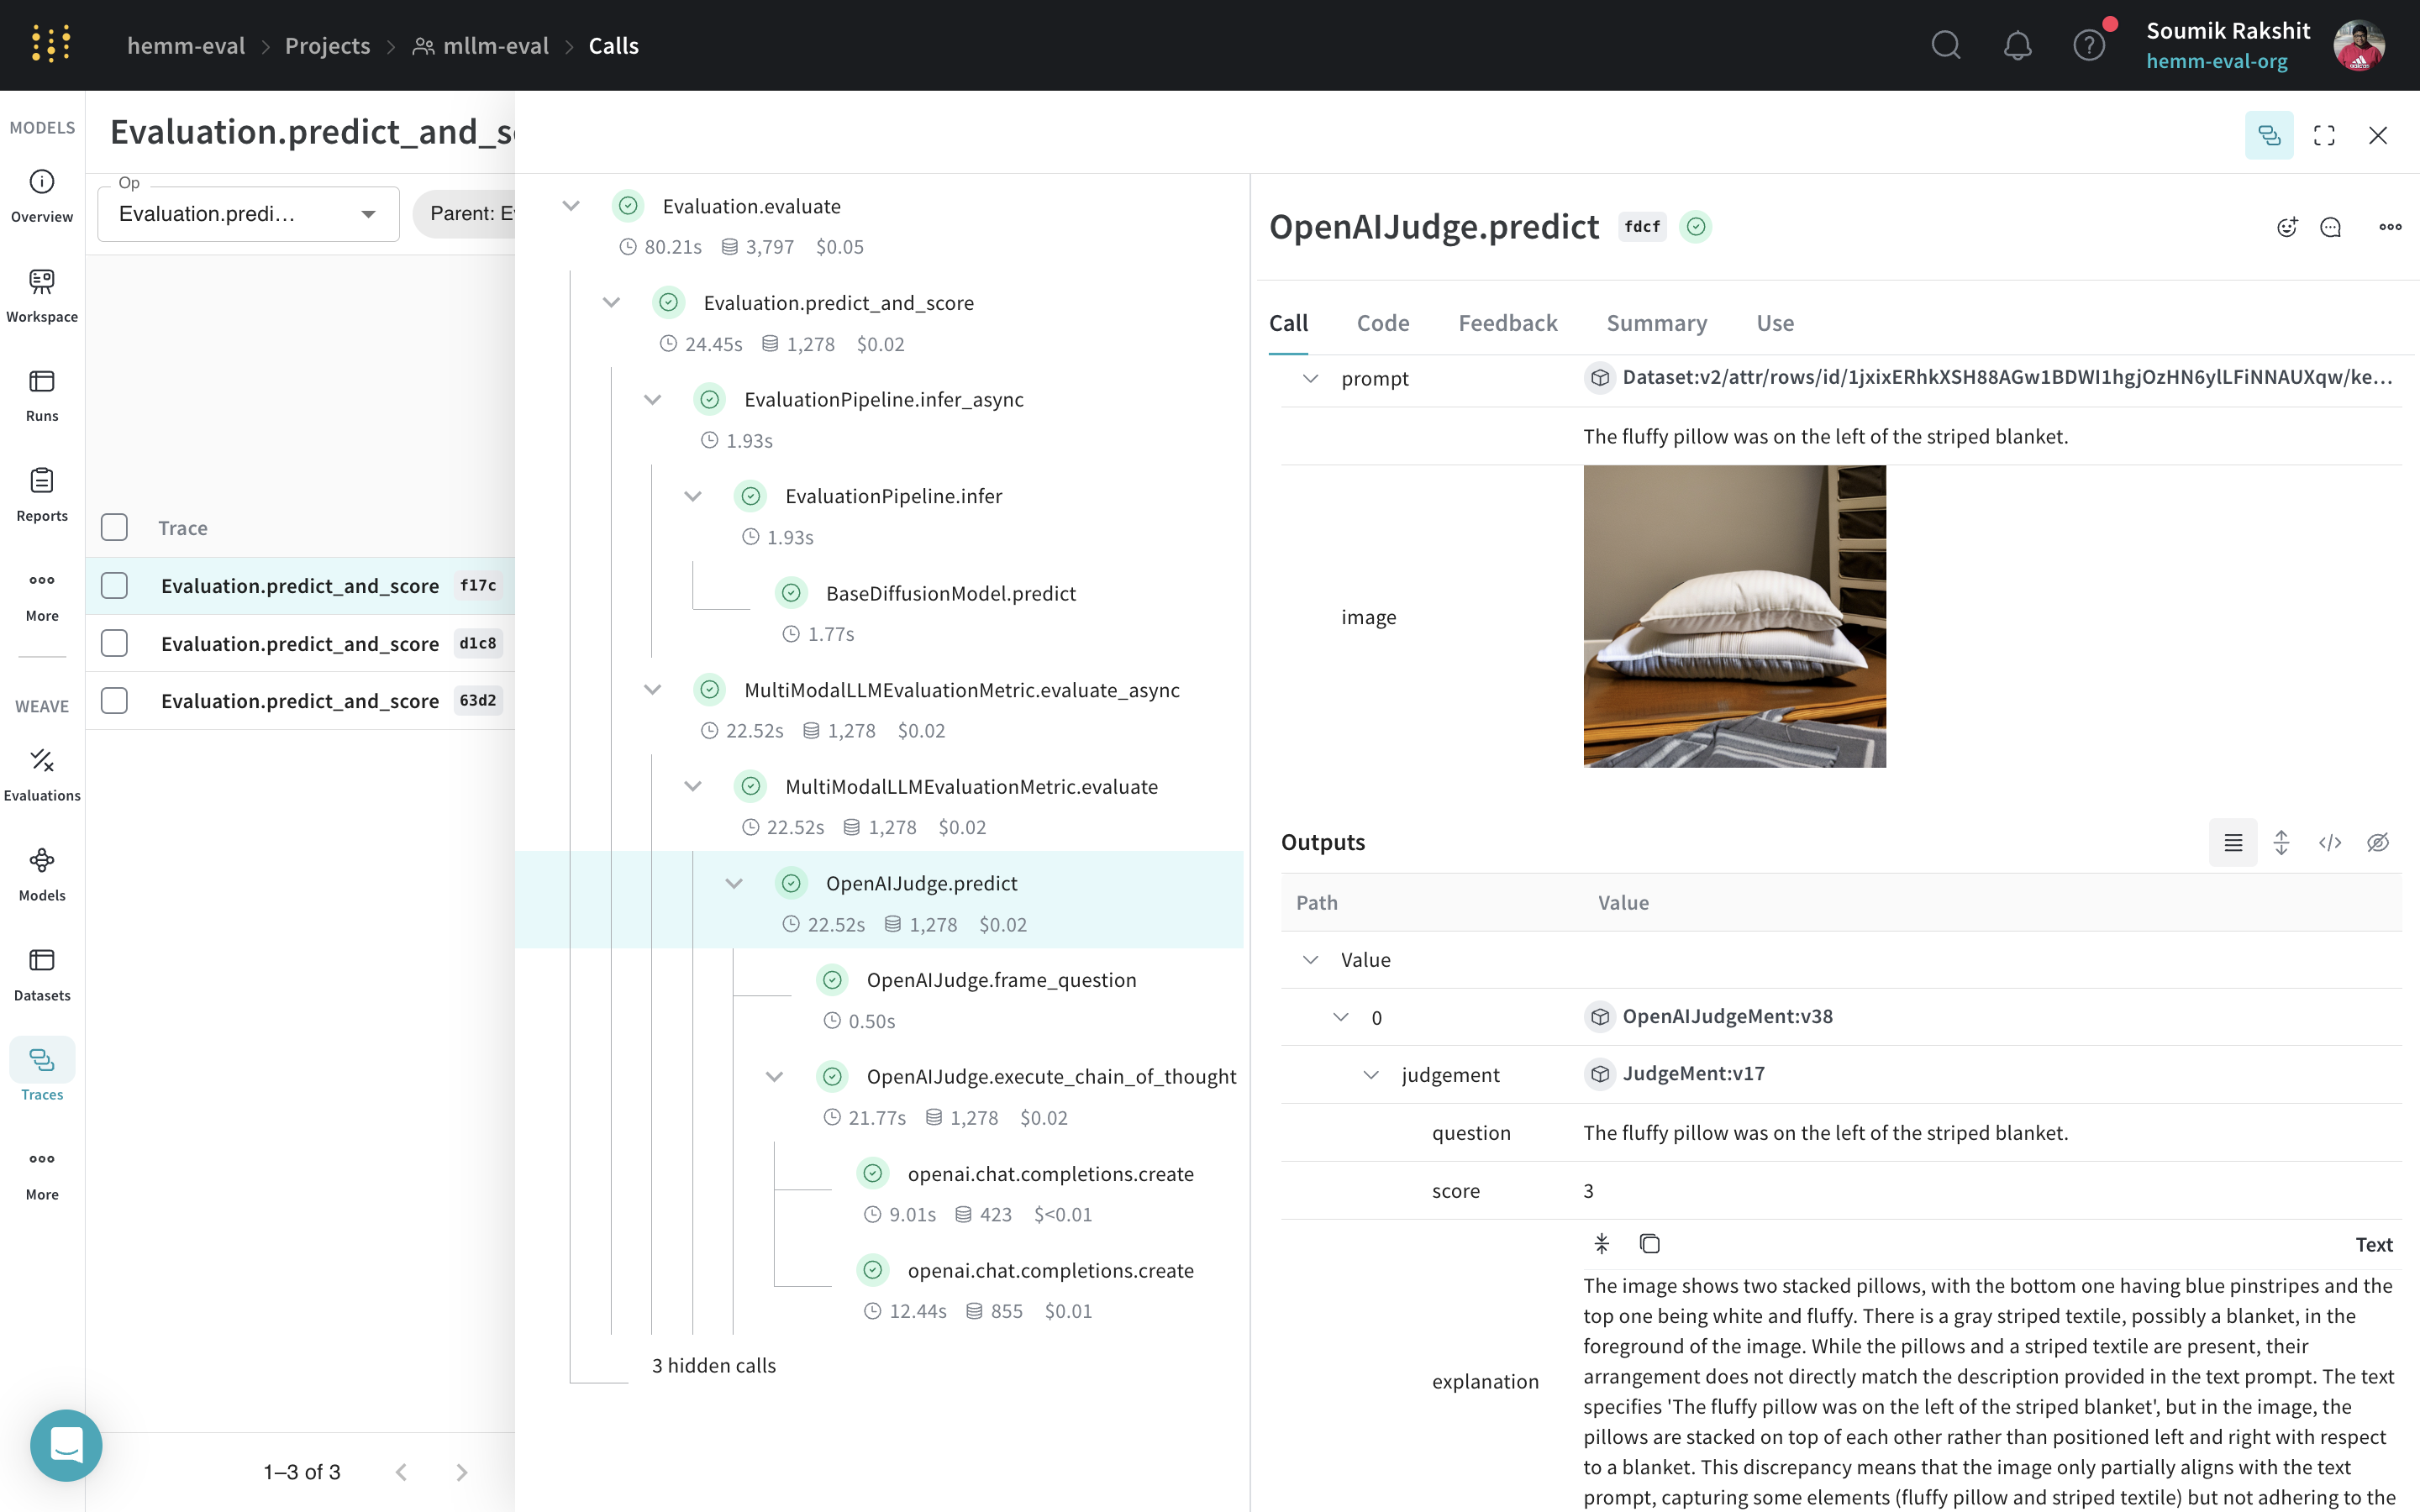 hemm-eval > Projects > mllm-eval > Calls
Soumik Rakshit
hemm-eval-org
MODELS
Overview
Workspace
Runs
Reports
More
WEAVE
Evaluations
Models
Datasets
Traces
More
Evaluation.predict_and_s
Op
Evaluation.predi...
Parent: E
Trace
Evaluation.predict_and_score f17c
Evaluation.predict_and_score d1c8
Evaluation.predict_and_score 63d2
1–3 of 3
Evaluation.evaluate
80.21s 3,797 $0.05
Evaluation.predict_and_score
24.45s 1,278 $0.02
EvaluationPipeline.infer_async
1.93s
EvaluationPipeline.infer
1.93s
BaseDiffusionModel.predict
1.77s
MultiModalLLMEvaluationMetric.evaluate_async
22.52s 1,278 $0.02
MultiModalLLMEvaluationMetric.evaluate
22.52s 1,278 $0.02
OpenAIJudge.predict
22.52s 1,278 $0.02
OpenAIJudge.frame_question
0.50s
OpenAIJudge.execute_chain_of_thought
21.77s 1,278 $0.02
openai.chat.completions.create
9.01s 423 $<0.01
openai.chat.completions.create
12.44s 855 $0.01
3 hidden calls
OpenAIJudge.predict fdcf
Call Code Feedback Summary Use
prompt Dataset:v2/attr/rows/id/1jxixERhkXSH88AGw1BDWI1hgjOzHN6ylLFiNNAUXqw/ke...
The fluffy pillow was on the left of the striped blanket.
image
Outputs
Path Value
Value
0 OpenAIJudgeMent:v38
judgement JudgeMent:v17
question The fluffy pillow was on the left of the striped blanket.
score 3
Text
explanation
The image shows two stacked pillows, with the bottom one having blue pinstripes and the
top one being white and fluffy. There is a gray striped textile, possibly a blanket, in the
foreground of the image. While the pillows and a striped textile are present, their
arrangement does not directly match the description provided in the text prompt. The text
specifies 'The fluffy pillow was on the left of the striped blanket', but in the image, the
pillows are stacked on top of each other rather than positioned left and right with respect
to a blanket. This discrepancy means that the image only partially aligns with the text
prompt, capturing some elements (fluffy pillow and striped textile) but not adhering to the